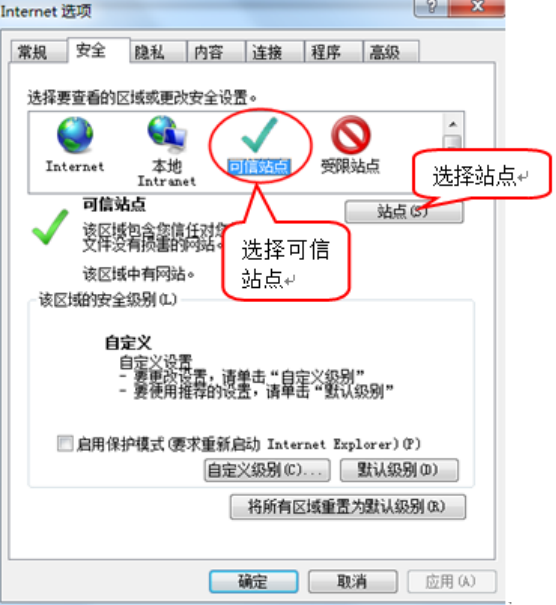 Internet 选项
常规 安全 隐私 内容 连接 程序 高级
选择要查看的区域或更改安全设置。
Internet 本地 Intranet 可信站点 受限站点
选择站点
可信站点
站点(S)
该区域包含您信任对您
文件没有损害的网站。
选择可信
站点
该区域中有网站。
该区域的安全级别(L)
自定义
自定义设置
- 要更改设置，请单击“自定义级别”
- 要使用推荐的设置，请单击“默认级别”
启用保护模式(要求重新启动 Internet Explorer)(P)
自定义级别(C)... 默认级别(D)
将所有区域重置为默认级别(R)
确定 取消 应用(A)